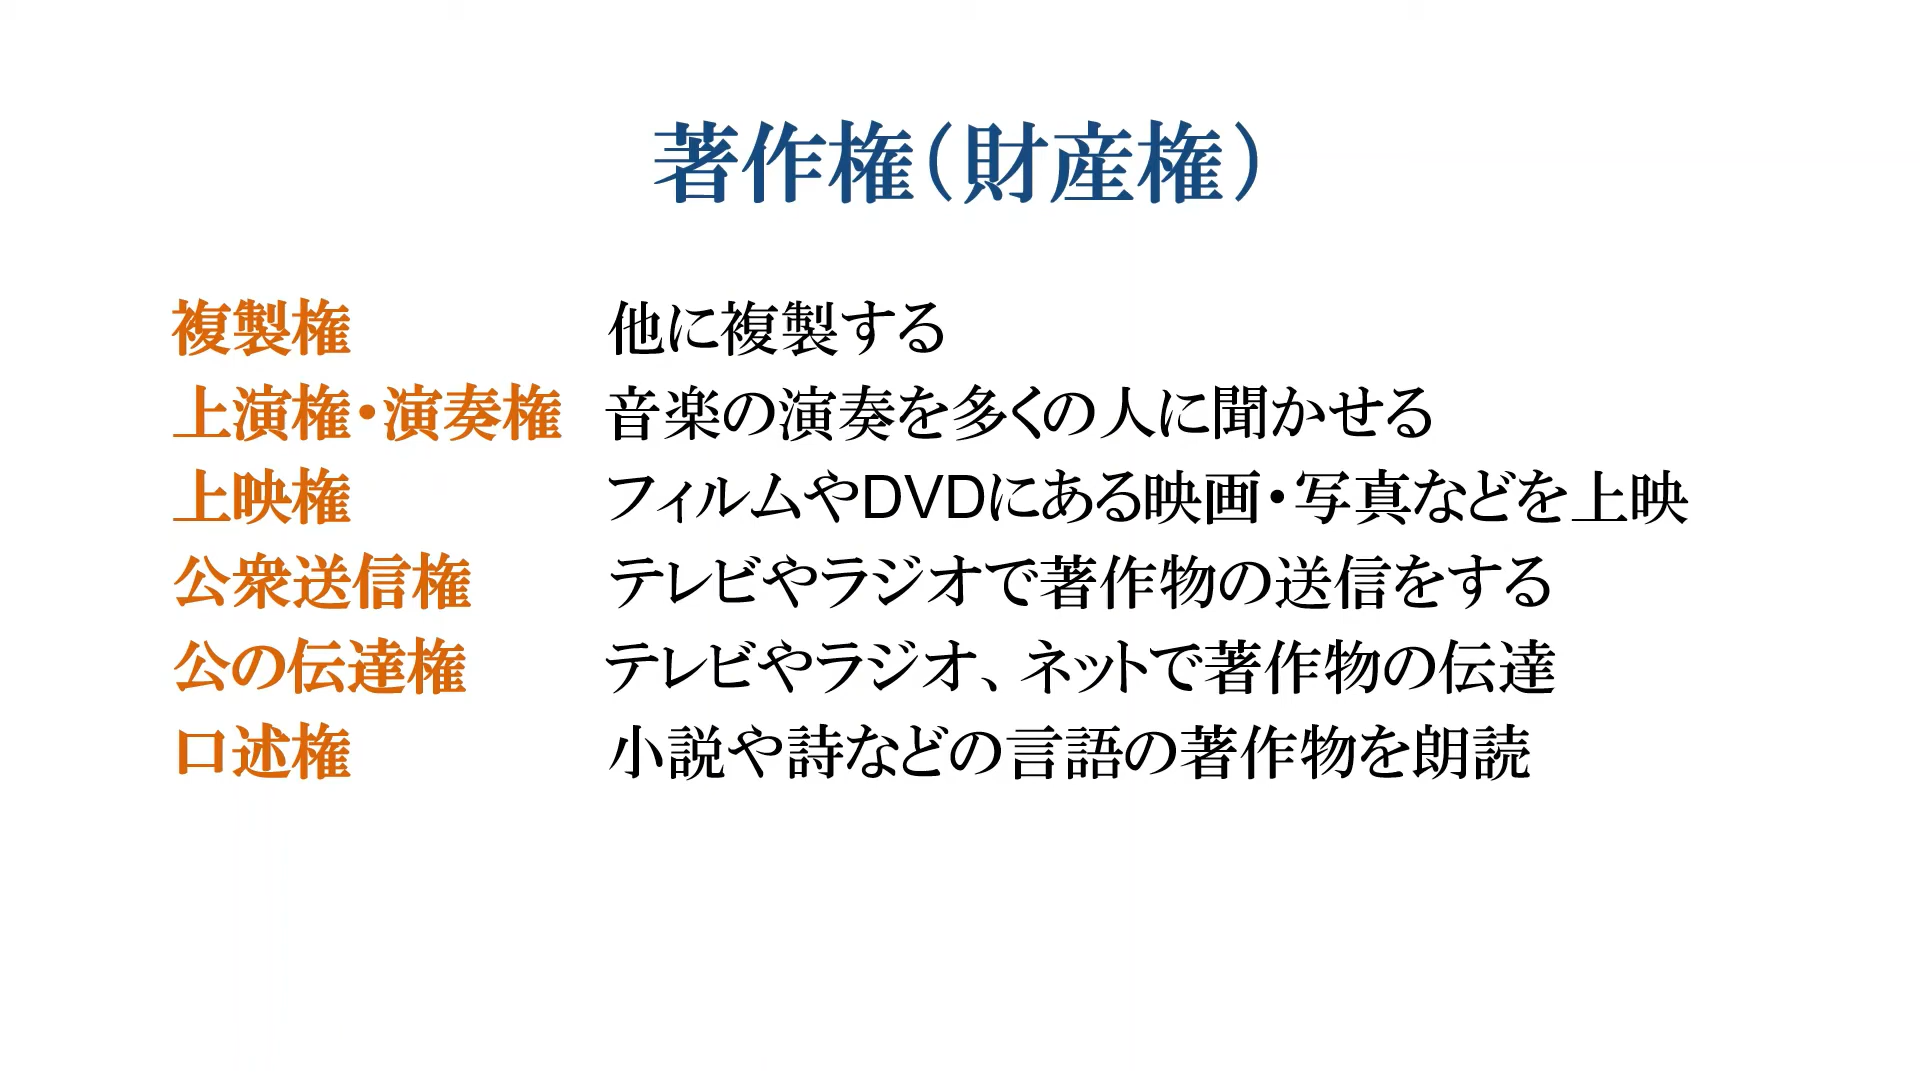 著作権（財産権）
複製権 他に複製する
上演権・演奏権 音楽の演奏を多くの人に聞かせる
上映権 フィルムやDVDにある映画・写真などを上映
公衆送信権 テレビやラジオで著作物の送信をする
公の伝達権 テレビやラジオ、ネットで著作物の伝達
口述権 小説や詩などの言語の著作物を朗読